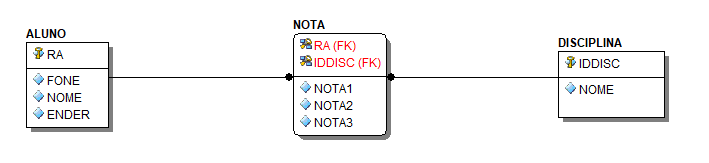 ALUNO
RA
FONE
NOME
ENDER
NOTA
RA (FK)
IDDISC (FK)
NOTA1
NOTA2
NOTA3
DISCIPLINA
IDDISC
NOME